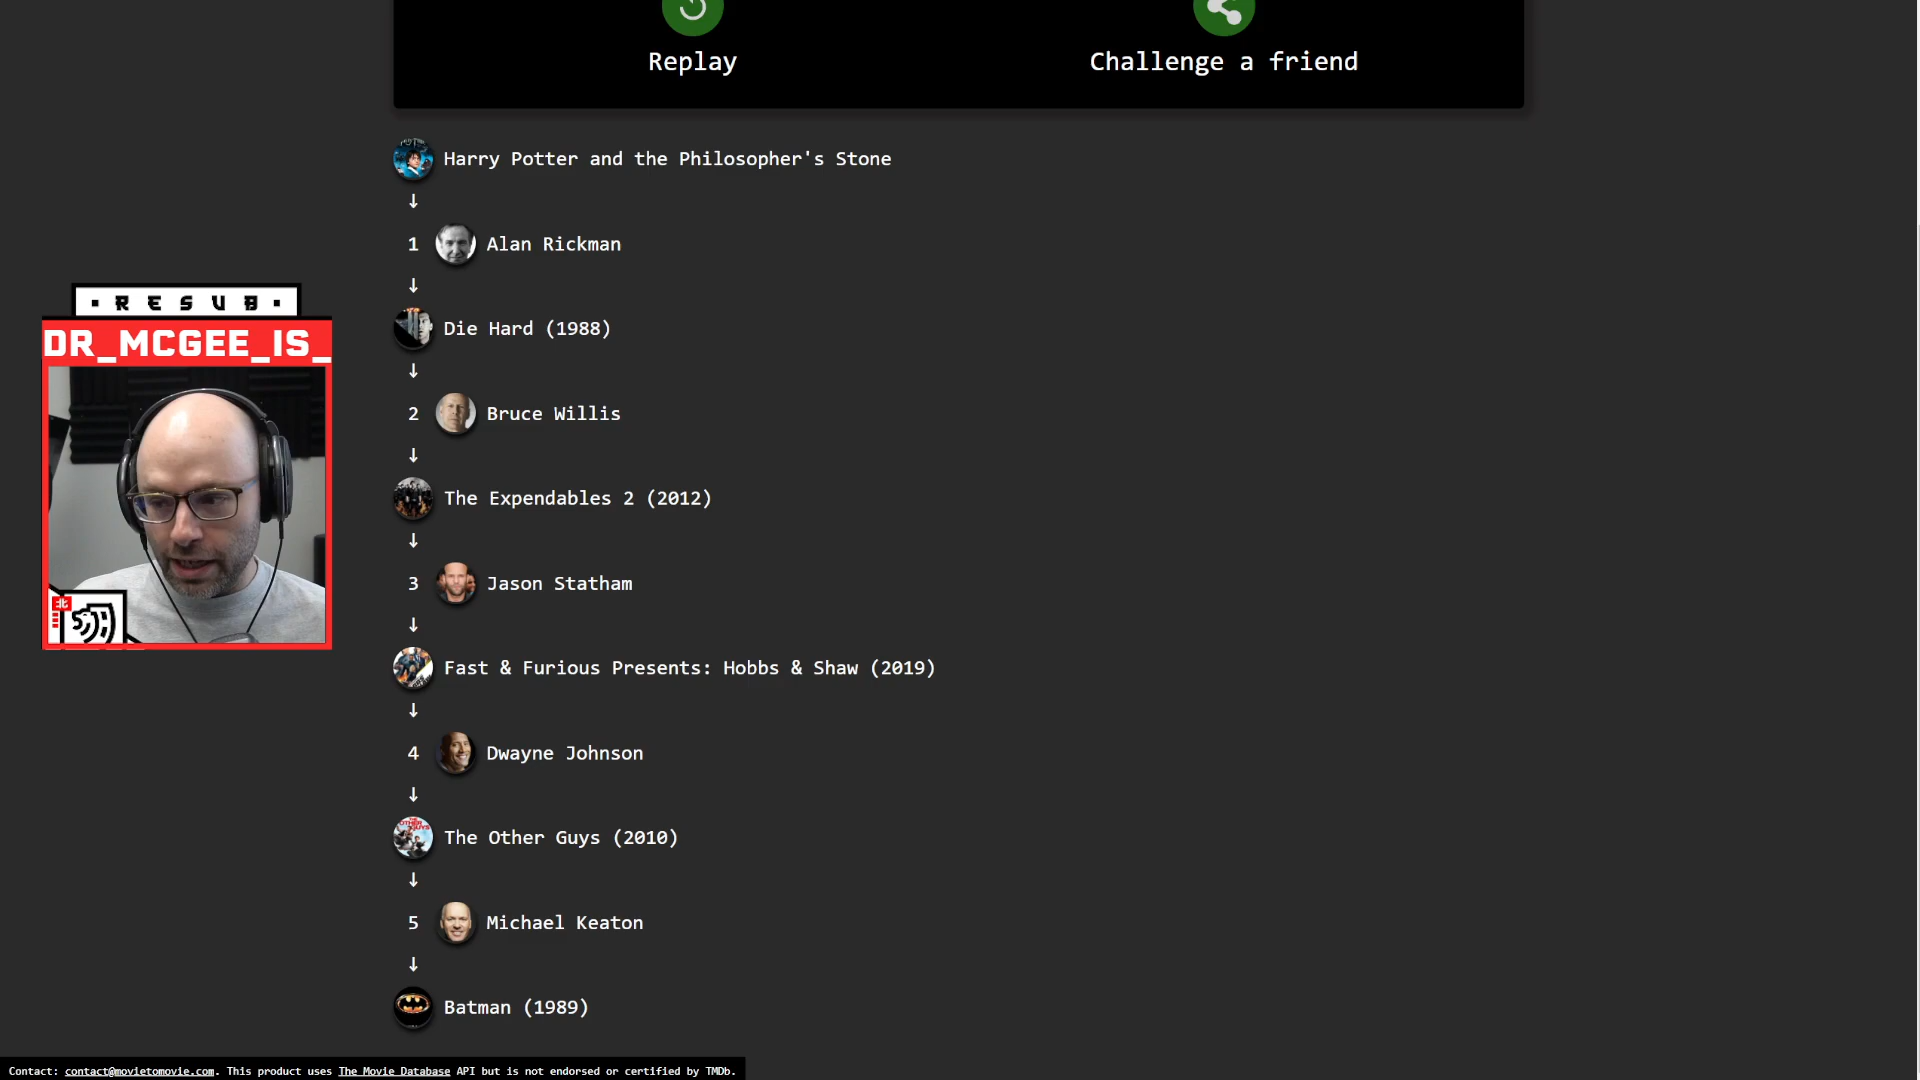 Replay
Challenge a friend
Harry Potter and the Philosopher's Stone
↓
1 Alan Rickman
↓
Die Hard (1988)
↓
2 Bruce Willis
↓
The Expendables 2 (2012)
↓
3 Jason Statham
↓
Fast & Furious Presents: Hobbs & Shaw (2019)
↓
4 Dwayne Johnson
↓
The Other Guys (2010)
↓
5 Michael Keaton
↓
Batman (1989)
· RESUB ·
DR_MCGEE_IS_
Contact: contact@movietomovie.com. This product uses The Movie Database API but is not endorsed or certified by TMDb.